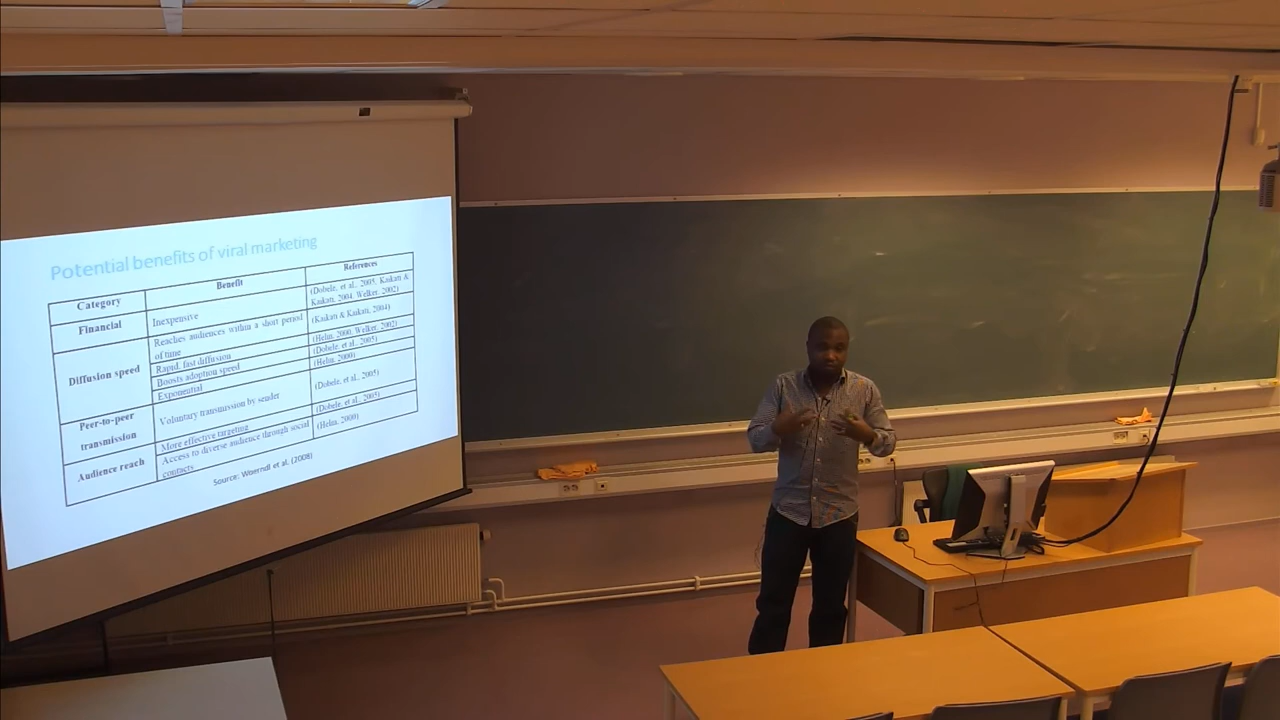 Potential benefits of viral marketing
Category Benefit References
Financial Inexpensive (Dobele, et al., 2005, Kaikati &
Kaikati, 2004, Welker, 2002)
Diffusion speed Reaches audiences within a short period (Kaikati & Kaikati, 2004)
of time
Rapid, fast diffusion (Helm, 2000, Welker, 2002)
Boosts adoption speed (Dobele, et al., 2005)
Exponential (Helm, 2000)
Peer-to-peer Voluntary transmission by sender (Dobele, et al., 2005)
transmission
Audience reach More effective targeting (Dobele, et al., 2005)
Access to diverse audience through social (Helm, 2000)
contacts
Source: Woerndl et al. (2008)